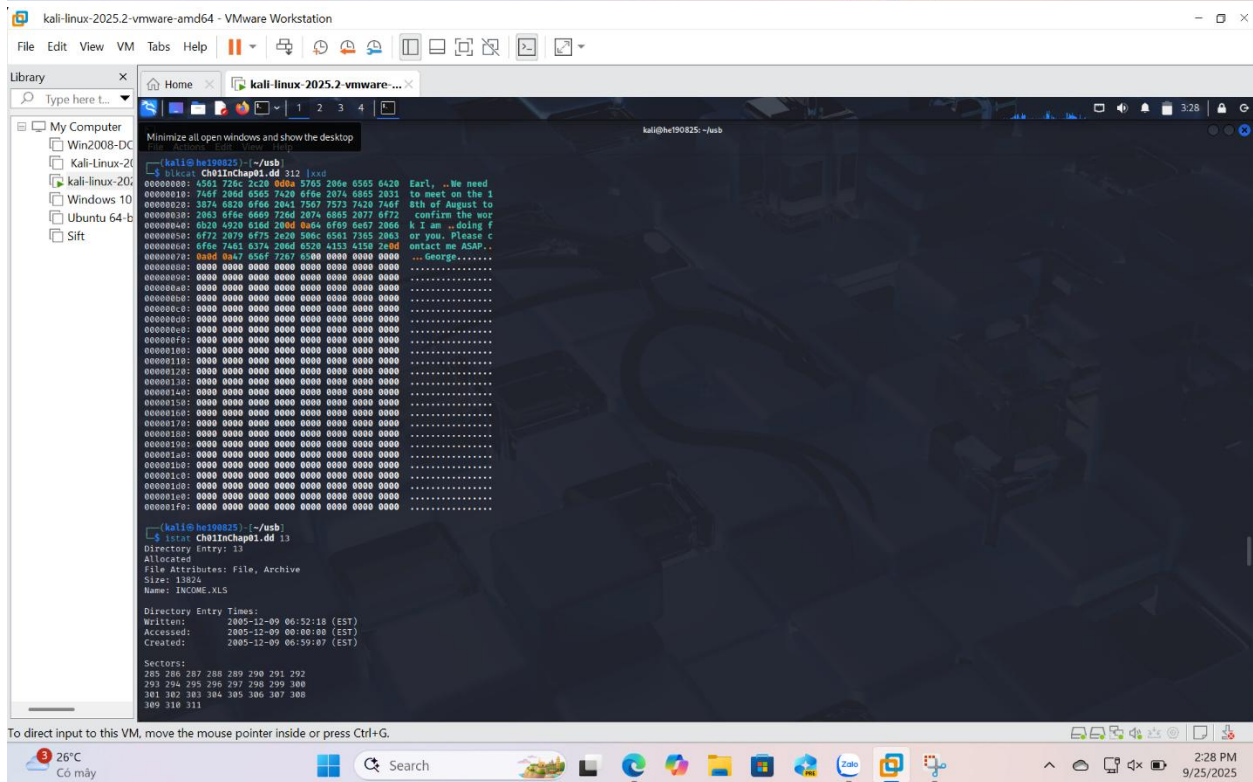 kali-linux-2025.2-vmware-amd64 - VMware Workstation
File Edit View VM Tabs Help
Library
Home
kali-linux-2025.2-vmware-...
Type here t...
1 2 3 4
3:28
My Computer
Win2008-DC
Kali-Linux-20
kali-linux-202
Windows 10
Ubuntu 64-b
Sift
kali@he190825: ~/usb
Minimize all open windows and show the desktop
File Actions Edit View Help
(kali@he190825)-[~/usb]
$ blkcat Ch01InChap01.dd 312 |xxd
00000000: 4561 726c 2c20 0d0a 5765 206e 6565 6420 Earl, ..We need
00000010: 746f 206d 6565 7420 6f6e 2074 6865 2031 to meet on the 1
00000020: 3874 6820 6f66 2041 7567 7573 7420 746f 8th of August to
00000030: 2063 6f6e 6669 726d 2074 6865 2077 6f72 confirm the wor
00000040: 6b20 4920 616d 200d 0a64 6f69 6e67 2066 k I am ..doing f
00000050: 6f72 2079 6f75 2e20 506c 6561 7365 2063 or you. Please c
00000060: 6f6e 7461 6374 206d 6520 4153 4150 2e0d ontact me ASAP..
00000070: 0a0d 0a47 656f 7267 6500 0000 0000 0000 ...George.......
00000080: 0000 0000 0000 0000 0000 0000 0000 0000 ................
00000090: 0000 0000 0000 0000 0000 0000 0000 0000 ................
000000a0: 0000 0000 0000 0000 0000 0000 0000 0000 ................
000000b0: 0000 0000 0000 0000 0000 0000 0000 0000 ................
000000c0: 0000 0000 0000 0000 0000 0000 0000 0000 ................
000000d0: 0000 0000 0000 0000 0000 0000 0000 0000 ................
000000e0: 0000 0000 0000 0000 0000 0000 0000 0000 ................
000000f0: 0000 0000 0000 0000 0000 0000 0000 0000 ................
00000100: 0000 0000 0000 0000 0000 0000 0000 0000 ................
00000110: 0000 0000 0000 0000 0000 0000 0000 0000 ................
00000120: 0000 0000 0000 0000 0000 0000 0000 0000 ................
00000130: 0000 0000 0000 0000 0000 0000 0000 0000 ................
00000140: 0000 0000 0000 0000 0000 0000 0000 0000 ................
00000150: 0000 0000 0000 0000 0000 0000 0000 0000 ................
00000160: 0000 0000 0000 0000 0000 0000 0000 0000 ................
00000170: 0000 0000 0000 0000 0000 0000 0000 0000 ................
00000180: 0000 0000 0000 0000 0000 0000 0000 0000 ................
00000190: 0000 0000 0000 0000 0000 0000 0000 0000 ................
000001a0: 0000 0000 0000 0000 0000 0000 0000 0000 ................
000001b0: 0000 0000 0000 0000 0000 0000 0000 0000 ................
000001c0: 0000 0000 0000 0000 0000 0000 0000 0000 ................
000001d0: 0000 0000 0000 0000 0000 0000 0000 0000 ................
000001e0: 0000 0000 0000 0000 0000 0000 0000 0000 ................
000001f0: 0000 0000 0000 0000 0000 0000 0000 0000 ................
(kali@he190825)-[~/usb]
$ istat Ch01InChap01.dd 13
Directory Entry: 13
Allocated
File Attributes: File, Archive
Size: 13824
Name: INCOME.XLS
Directory Entry Times:
Written: 2005-12-09 06:52:18 (EST)
Accessed: 2005-12-09 00:00:00 (EST)
Created: 2005-12-09 06:59:07 (EST)
Sectors:
285 286 287 288 289 290 291 292
293 294 295 296 297 298 299 300
301 302 303 304 305 306 307 308
309 310 311
To direct input to this VM, move the mouse pointer inside or press Ctrl+G.
3
26°C
Có mây
Search
PRE
Zalo
2:28 PM
9/25/2025